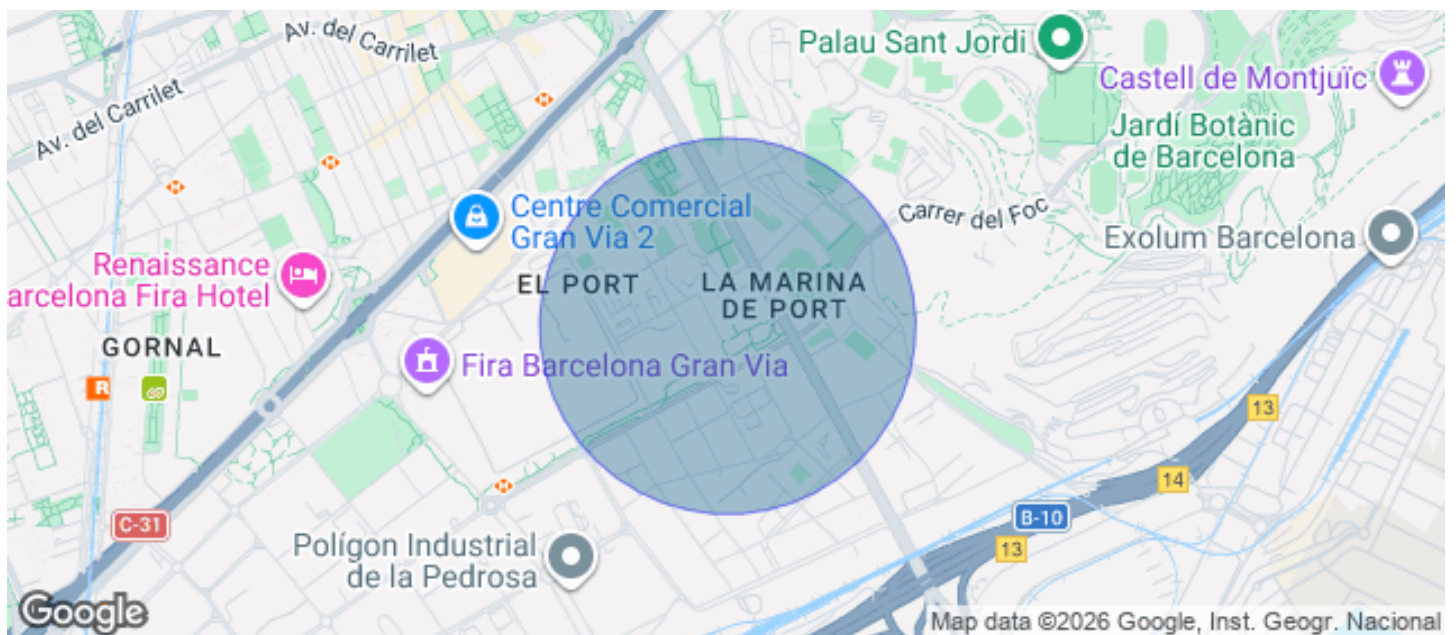 Av. del Carrilet
Av. del Carrilet
Palau Sant Jordi
Castell de Montjuïc
Jardí Botànic
de Barcelona
Centre Comercial
Gran Via 2
Carrer del Foc
Exolum Barcelona
Renaissance
arcelona Fira Hotel
EL PORT
LA MARINA
DE PORT
GORNAL
Fira Barcelona Gran Via
R
13
14
C-31
B-10
13
Polígon Industrial
de la Pedrosa
Google
Map data ©2026 Google, Inst. Geogr. Nacional